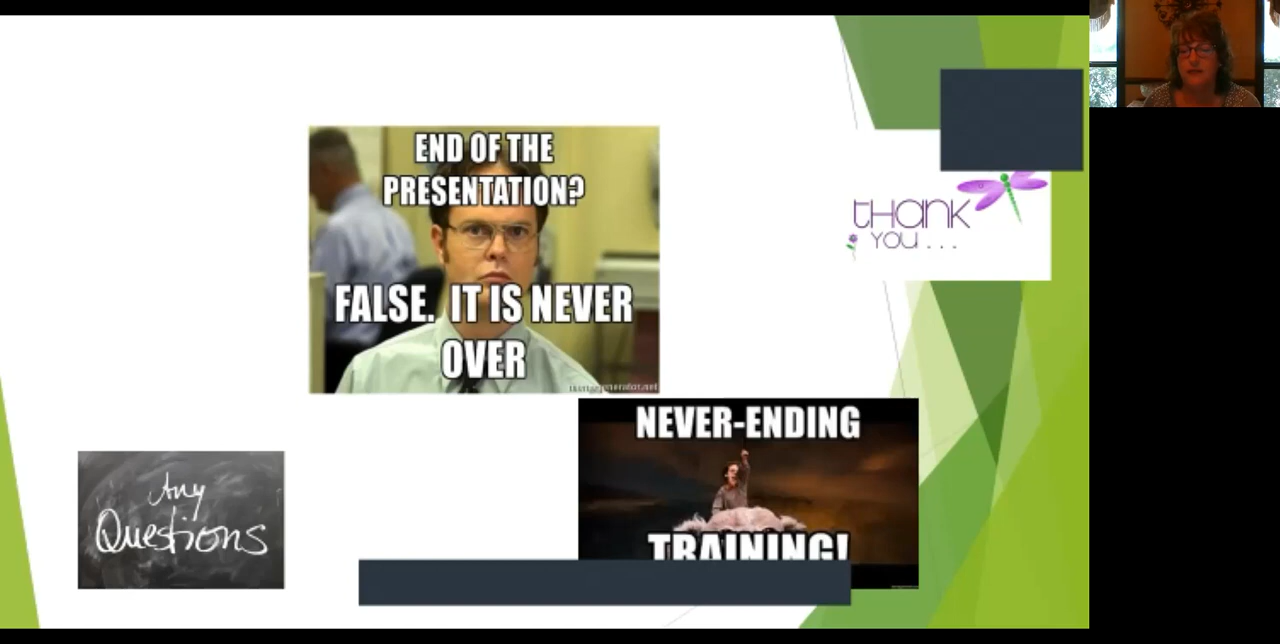 END OF THE
PRESENTATION?
FALSE. IT IS NEVER
OVER
THANK
YOU...
NEVER-ENDING
TRAINING!
Any
Questions